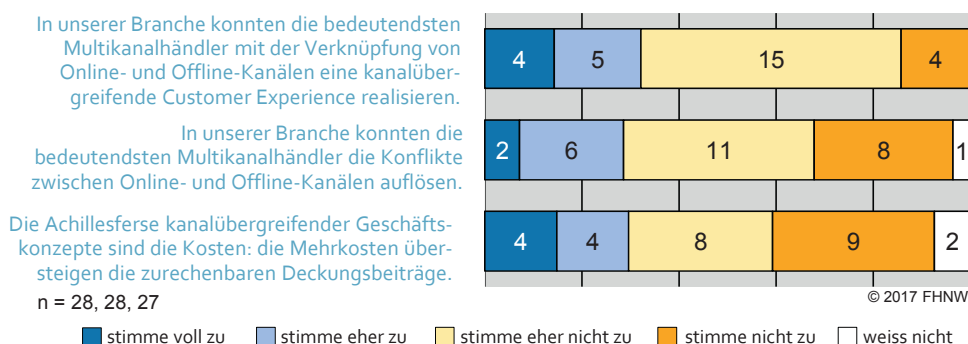 In unserer Branche konnten die bedeutendsten
Multikanalhändler mit der Verknüpfung von
Online- und Offline-Kanälen eine kanalüber-
greifende Customer Experience realisieren.
4 5 15 4
In unserer Branche konnten die
bedeutendsten Multikanalhändler die Konflikte
zwischen Online- und Offline-Kanälen auflösen.
2 6 11 8 1
Die Achillesferse kanalübergreifender Geschäfts-
konzepte sind die Kosten: die Mehrkosten über-
steigen die zurechenbaren Deckungsbeiträge.
4 4 8 9 2
n = 28, 28, 27
© 2017 FHNW
stimme voll zu stimme eher zu stimme eher nicht zu stimme nicht zu weiss nicht